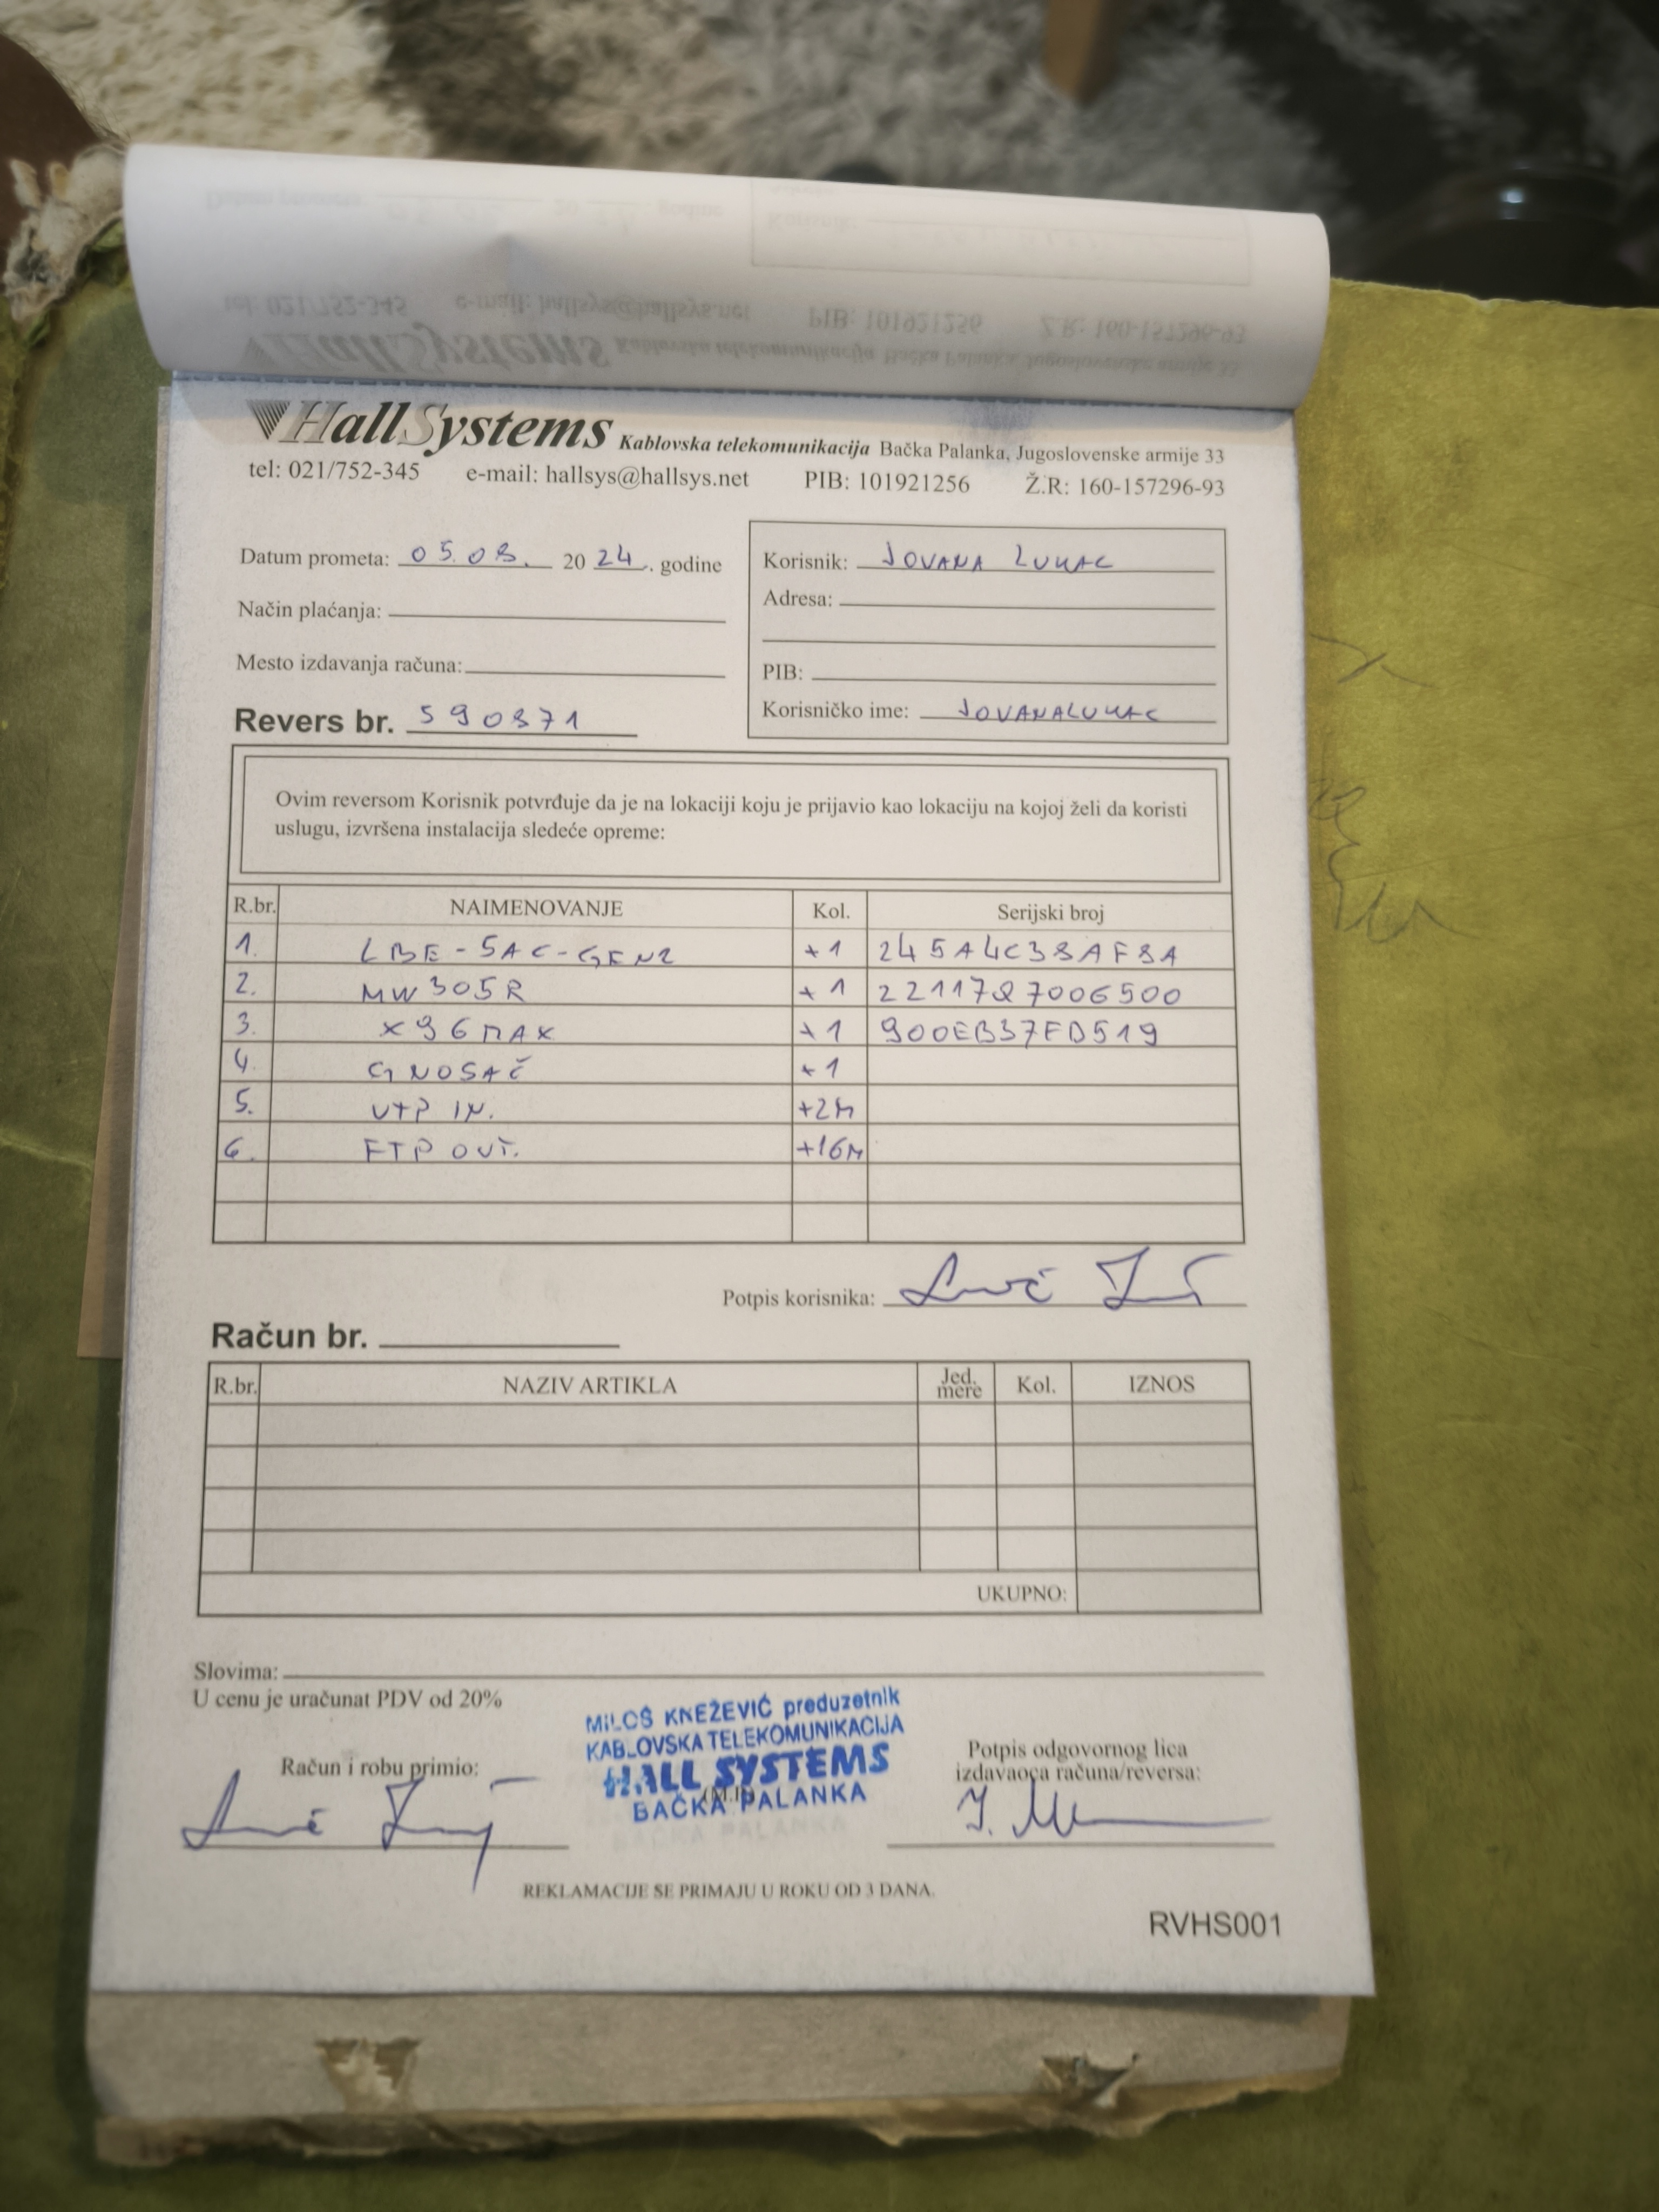 HallSystems Kablovska telekomunikacija Bačka Palanka, Jugoslovenske armije 33
tel: 021/752-345 e-mail: hallsys@hallsys.net PIB: 101921256 Ž.R: 160-157296-93
Datum prometa: 05.08. 2024. godine
Način plaćanja:
Mesto izdavanja računa:
Revers br. 590871
Korisnik: JOVANA LUKAC
Adresa:
PIB:
Korisničko ime: JOVANALUKAC
Ovim reversom Korisnik potvrđuje da je na lokaciji koju je prijavio kao lokaciju na kojoj želi da koristi
uslugu, izvršena instalacija sledeće opreme:
R.br. NAIMENOVANJE Kol. Serijski broj
1. LBE-5AC-GEN2 +1 245A4C38AF8A
2. MW305R +1 22117Q7006500
3. X96MAX +1 900EB37FD519
4. G NOSAČ +1
5. UTP IN. +2M
6. FTP OUT. +16M
Potpis korisnika:
Račun br.
R.br. NAZIV ARTIKLA Jed. mere Kol. IZNOS
UKUPNO:
Slovima:
U cenu je uračunat PDV od 20%
MILOŠ KNEŽEVIĆ preduzetnik
KABLOVSKA TELEKOMUNIKACIJA
HALL SYSTEMS
BAČKA PALANKA
Račun i robu primio:
(M.P.)
Potpis odgovornog lica
izdavaoca računa/reversa:
REKLAMACIJE SE PRIMAJU U ROKU OD 3 DANA.
RVHS001